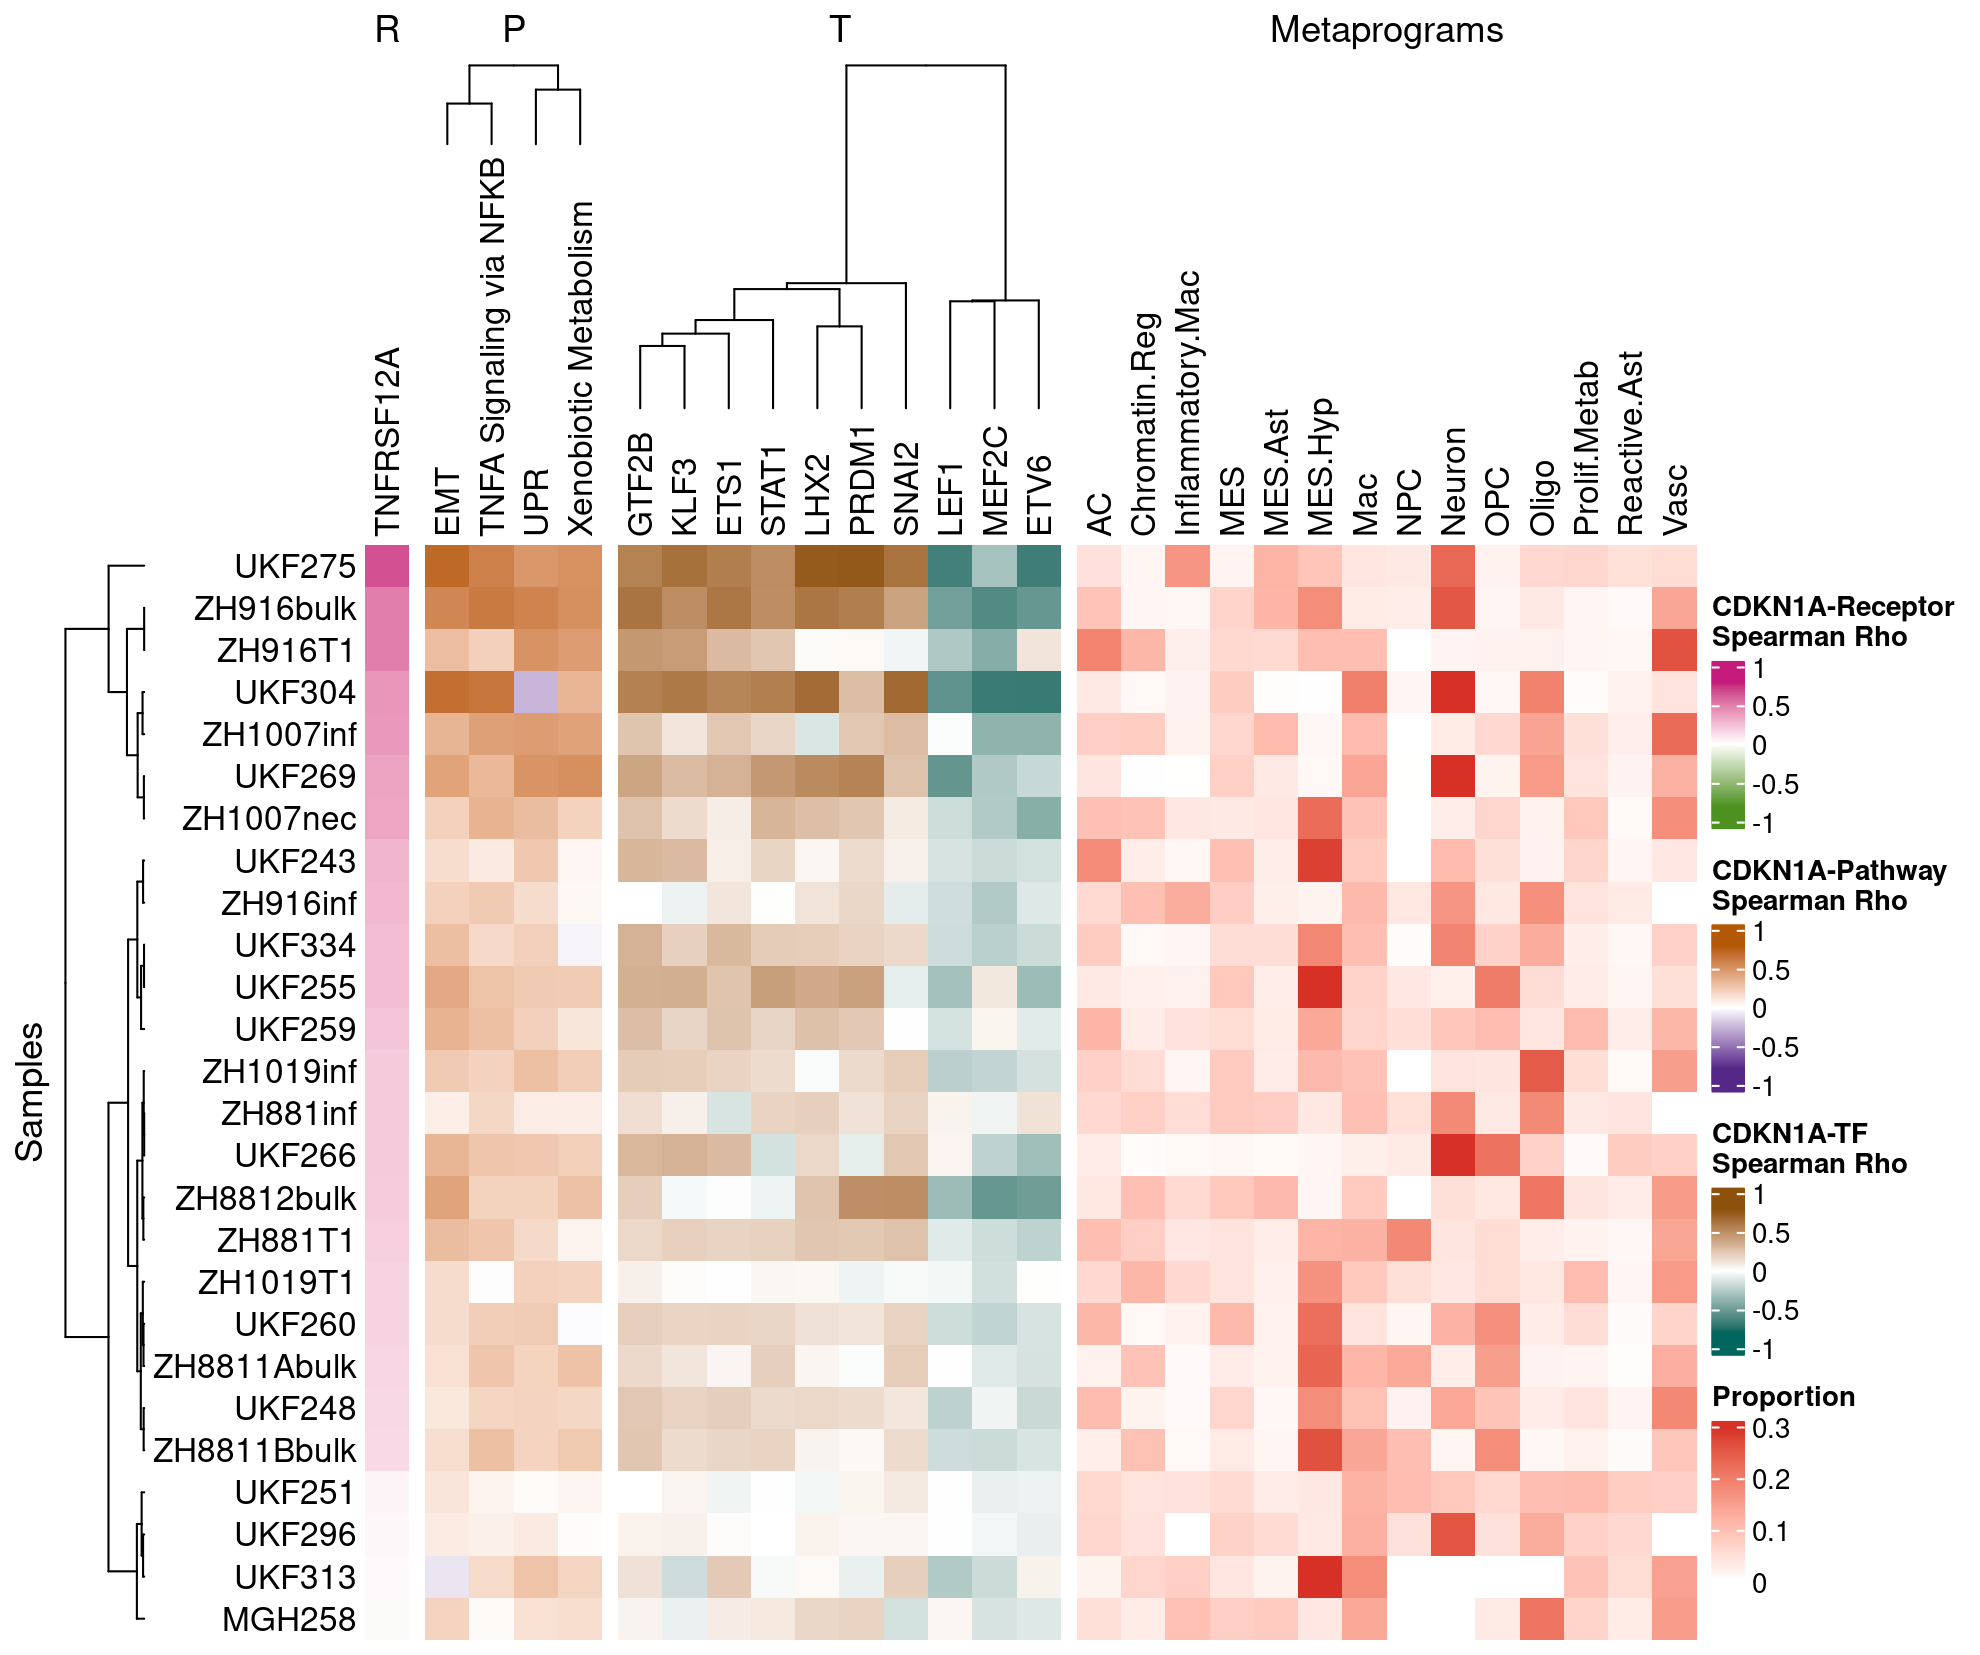 R
P
T
Metaprograms
TNFRSF12A
EMT
TNFA Signaling via NFKB
UPR
Xenobiotic Metabolism
GTF2B
KLF3
ETS1
STAT1
LHX2
PRDM1
SNAI2
LEF1
MEF2C
ETV6
AC
Chromatin.Reg
Inflammatory.Mac
MES
MES.Ast
MES.Hyp
Mac
NPC
Neuron
OPC
Oligo
Prolif.Metab
Reactive.Ast
Vasc
Samples
UKF275
ZH916bulk
ZH916T1
UKF304
ZH1007inf
UKF269
ZH1007nec
UKF243
ZH916inf
UKF334
UKF255
UKF259
ZH1019inf
ZH881inf
UKF266
ZH8812bulk
ZH881T1
ZH1019T1
UKF260
ZH8811Abulk
UKF248
ZH8811Bbulk
UKF251
UKF296
UKF313
MGH258
CDKN1A-Receptor
Spearman Rho
1
0.5
0
-0.5
-1
CDKN1A-Pathway
Spearman Rho
1
0.5
0
-0.5
-1
CDKN1A-TF
Spearman Rho
1
0.5
0
-0.5
-1
Proportion
0.3
0.2
0.1
0